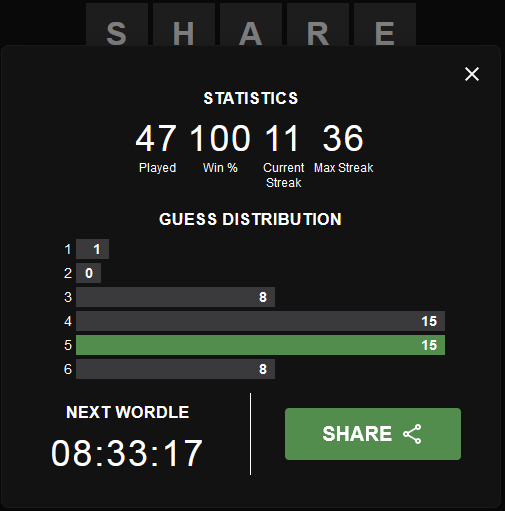 S H A R E
STATISTICS
47 100 11 36
Played Win % Current Streak Max Streak
GUESS DISTRIBUTION
1 1
2 0
3 8
4 15
5 15
6 8
NEXT WORDLE
08:33:17
SHARE